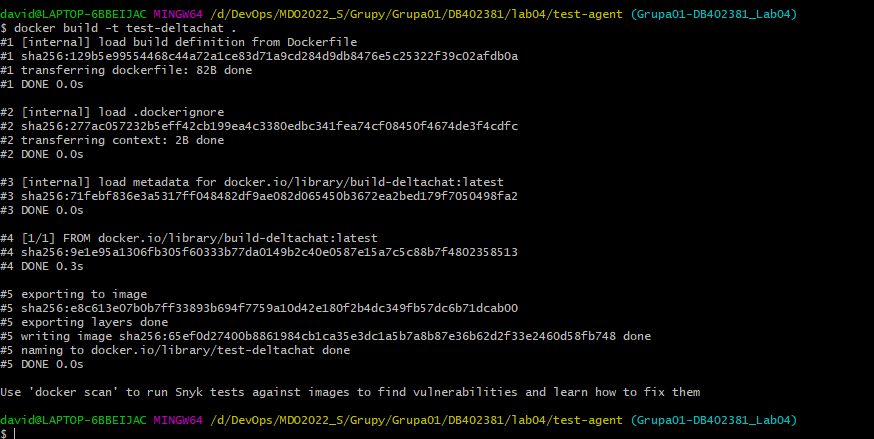 david@LAPTOP-6BBEIJAC MINGW64 /d/DevOps/MDO2022_S/Grupy/Grupa01/DB402381/lab04/test-agent (Grupa01-DB402381_Lab04)
$ docker build -t test-deltachat .
#1 [internal] load build definition from Dockerfile
#1 sha256:129b5e99554468c44a72a1ce83d71a9cd284d9db8476e5c25322f39c02afdb0a
#1 transferring dockerfile: 82B done
#1 DONE 0.0s

#2 [internal] load .dockerignore
#2 sha256:277ac057232b5eff42cb199ea4c3380edbc341fea74cf08450f4674de3f4cdfc
#2 transferring context: 2B done
#2 DONE 0.0s

#3 [internal] load metadata for docker.io/library/build-deltachat:latest
#3 sha256:71febf836e3a5317ff048482df9ae082d065450b3672ea2bed179f7050498fa2
#3 DONE 0.0s

#4 [1/1] FROM docker.io/library/build-deltachat:latest
#4 sha256:9e1e95a1306fb305f60333b77da0149b2c40e0587e15a7c5c88b7f4802358513
#4 DONE 0.3s

#5 exporting to image
#5 sha256:e8c613e07b0b7ff33893b694f7759a10d42e180f2b4dc349fb57dc6b71dcab00
#5 exporting layers done
#5 writing image sha256:65ef0d27400b8861984cb1ca35e3dc1a5b7a8b87e36b62d2f33e2460d58fb748 done
#5 naming to docker.io/library/test-deltachat done
#5 DONE 0.0s

Use 'docker scan' to run Snyk tests against images to find vulnerabilities and learn how to fix them

david@LAPTOP-6BBEIJAC MINGW64 /d/DevOps/MDO2022_S/Grupy/Grupa01/DB402381/lab04/test-agent (Grupa01-DB402381_Lab04)
$